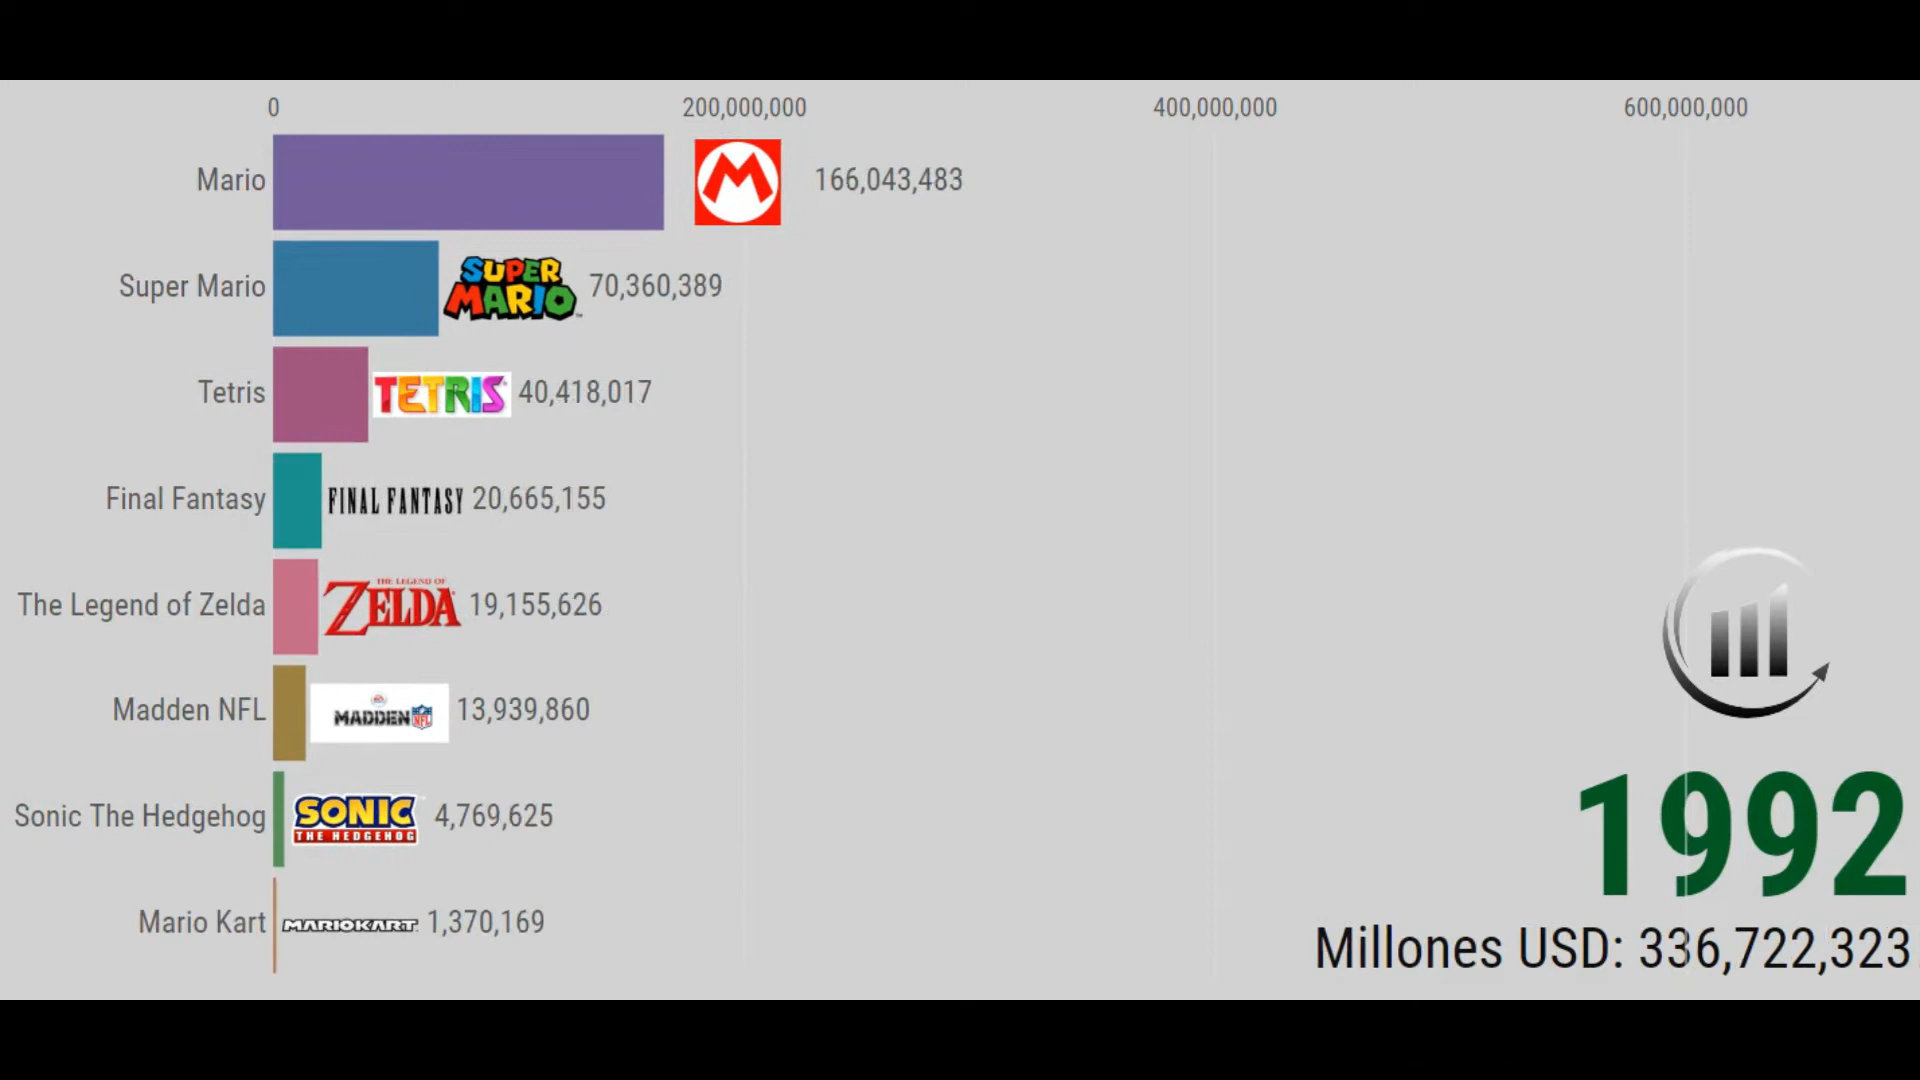 0 200,000,000 400,000,000 600,000,000
Mario M 166,043,483
Super Mario SUPER MARIO™ 70,360,389
Tetris TETRIS 40,418,017
Final Fantasy FINAL FANTASY 20,665,155
The Legend of Zelda THE LEGEND OF ZELDA 19,155,626
Madden NFL MADDEN NFL 13,939,860
Sonic The Hedgehog SONIC THE HEDGEHOG 4,769,625
Mario Kart MARIOKART 1,370,169
1992
Millones USD: 336,722,323